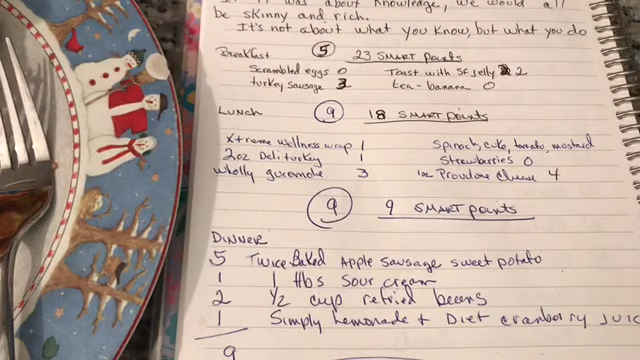 It was about knowledge, we would all
be skinny and rich.
It's not about what you know, but what you do
Breakfast 5 23 SMART POINTS
Scrambled eggs 0 Toast with SF Jelly 2
turkey sausage 3 tea - banana 0
LUNCH 9 18 SMART POINTS
Xtreme wellness wrap 1 Spinach, cuke, tomato, mustard
2oz Deli turkey 1 Strawberries 0
wholly guacamole 3 1oz Provolone Cheese 4
9 9 SMART POINTS
DINNER
5 Twice Baked Apple Sausage sweet potato
1 1 tbs Sour cream
2 1/2 cup refried beans
1 Simply Lemonade + Diet cranberry juic
9